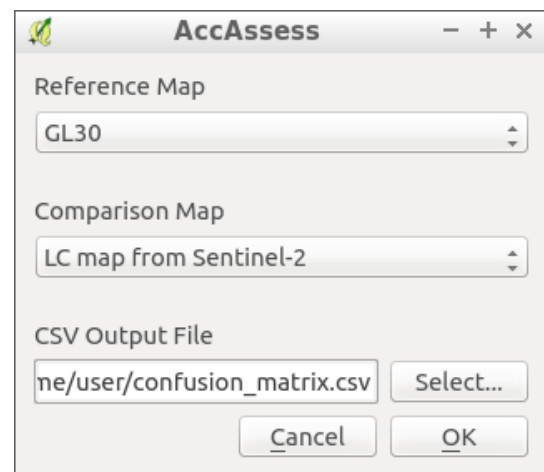 AccAssess
Reference Map
GL30
Comparison Map
LC map from Sentinel-2
CSV Output File
me/user/confusion_matrix.csv Select...
Cancel OK